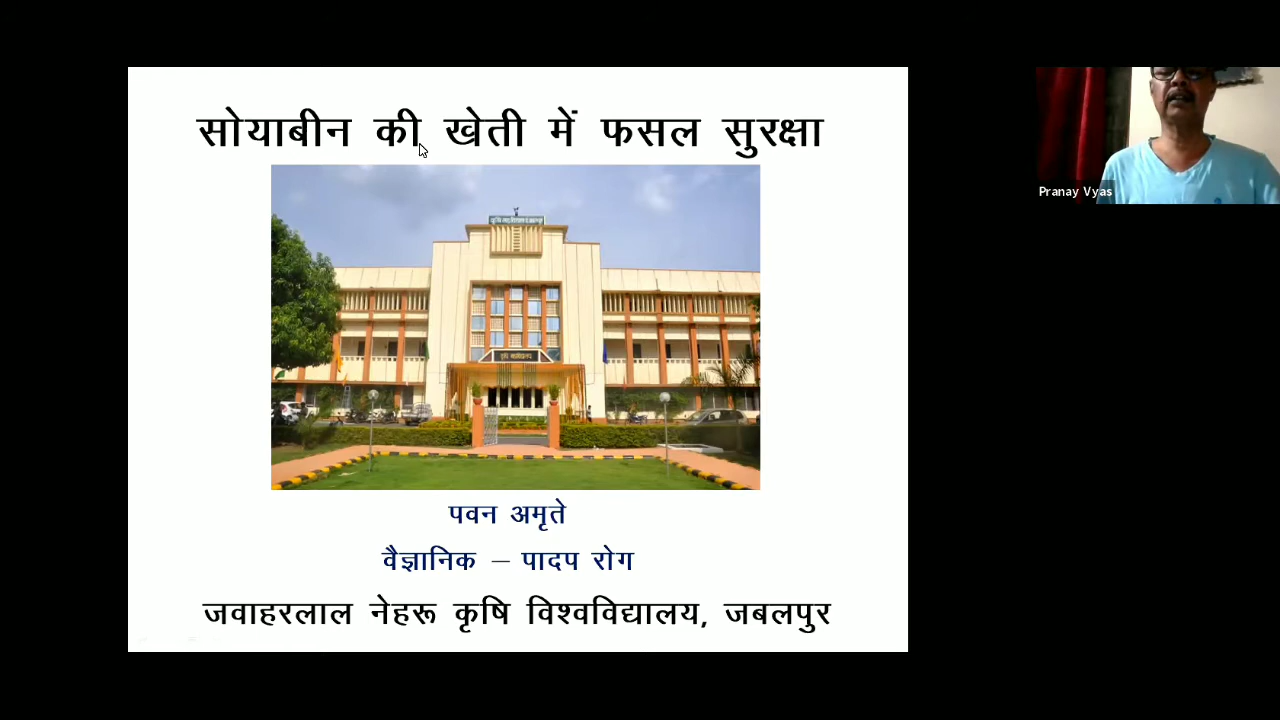 सोयाबीन की खेती में फसल सुरक्षा
पवन अमृते
वैज्ञानिक – पादप रोग
जवाहरलाल नेहरू कृषि विश्वविद्यालय, जबलपुर
Pranay Vyas